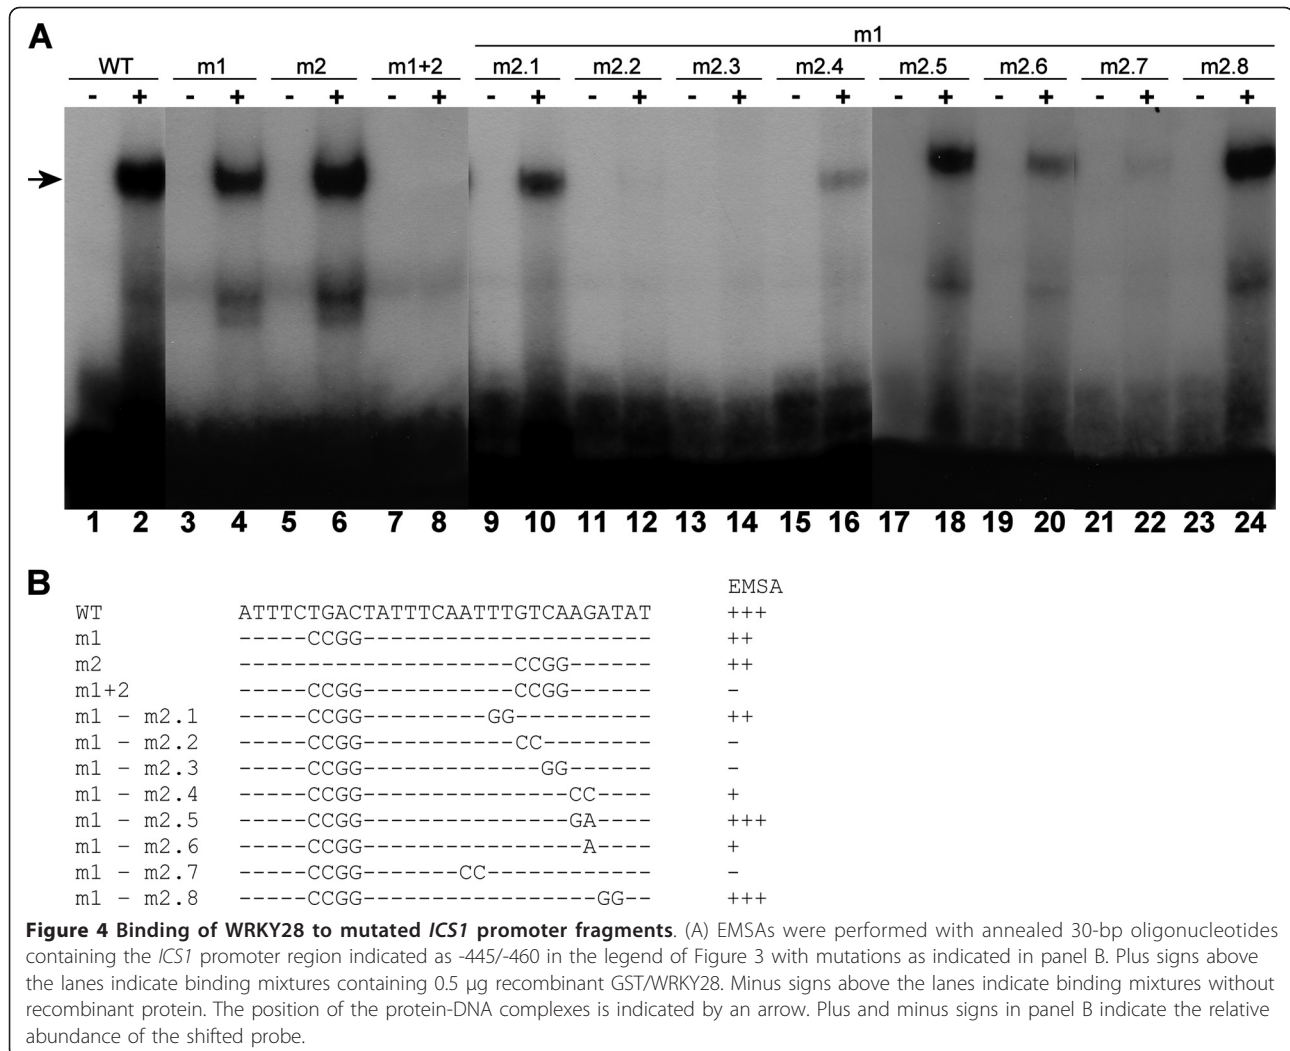 A
m1
WT m1 m2 m1+2 m2.1 m2.2 m2.3 m2.4 m2.5 m2.6 m2.7 m2.8
- + - + - + - + - + - + - + - + - + - + - + - +
1 2 3 4 5 6 7 8 9 10 11 12 13 14 15 16 17 18 19 20 21 22 23 24
B
EMSA
WT ATTTCTGACTATTTCAATTTGTCAAGATAT +++
m1 -----CCGG--------------------- ++
m2 --------------------CCGG------ ++
m1+2 -----CCGG-----------CCGG------ -
m1 - m2.1 -----CCGG---------GG---------- ++
m1 - m2.2 -----CCGG-----------CC-------- -
m1 - m2.3 -----CCGG-------------GG------ -
m1 - m2.4 -----CCGG---------------CC---- +
m1 - m2.5 -----CCGG---------------GA---- +++
m1 - m2.6 -----CCGG----------------A---- +
m1 - m2.7 -----CCGG-------CC------------ -
m1 - m2.8 -----CCGG-----------------GG-- +++
Figure 4 Binding of WRKY28 to mutated ICS1 promoter fragments. (A) EMSAs were performed with annealed 30-bp oligonucleotides
containing the ICS1 promoter region indicated as -445/-460 in the legend of Figure 3 with mutations as indicated in panel B. Plus signs above
the lanes indicate binding mixtures containing 0.5 μg recombinant GST/WRKY28. Minus signs above the lanes indicate binding mixtures without
recombinant protein. The position of the protein-DNA complexes is indicated by an arrow. Plus and minus signs in panel B indicate the relative
abundance of the shifted probe.